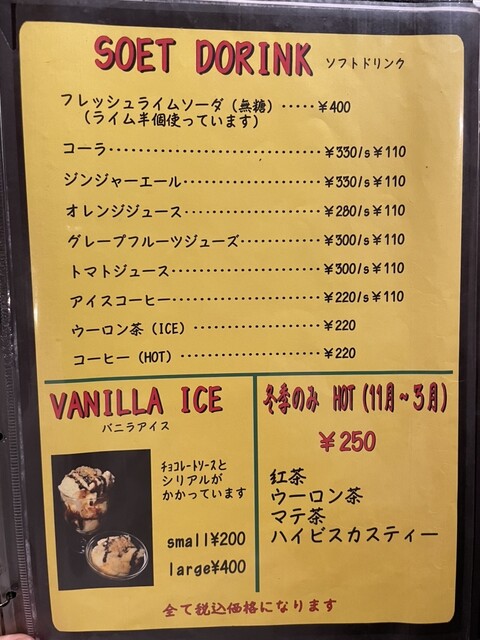 SOET DORINK ソフトドリンク
フレッシュライムソーダ（無糖）‥‥‥¥400
（ライム半個使っています）
コーラ‥‥‥‥‥‥‥‥‥‥‥‥‥‥¥330/s¥110
ジンジャーエール‥‥‥‥‥‥‥‥‥¥330/s¥110
オレンジジュース‥‥‥‥‥‥‥‥‥¥280/s¥110
グレープフルーツジューズ‥‥‥‥‥¥300/s¥110
トマトジュース‥‥‥‥‥‥‥‥‥‥¥300/s¥110
アイスコーヒー‥‥‥‥‥‥‥‥‥‥¥220/s¥110
ウーロン茶（ICE）‥‥‥‥‥‥‥‥¥220
コーヒー（HOT）‥‥‥‥‥‥‥‥‥¥220
VANILLA ICE
バニラアイス
ﾁｮｺﾚｰﾄｿｰｽと
シリアルが
かかっています
small¥200
large¥400
冬季のみ HOT（11月～3月）
¥250
紅茶
ウーロン茶
マテ茶
ハイビスカスティー
全て税込価格になります